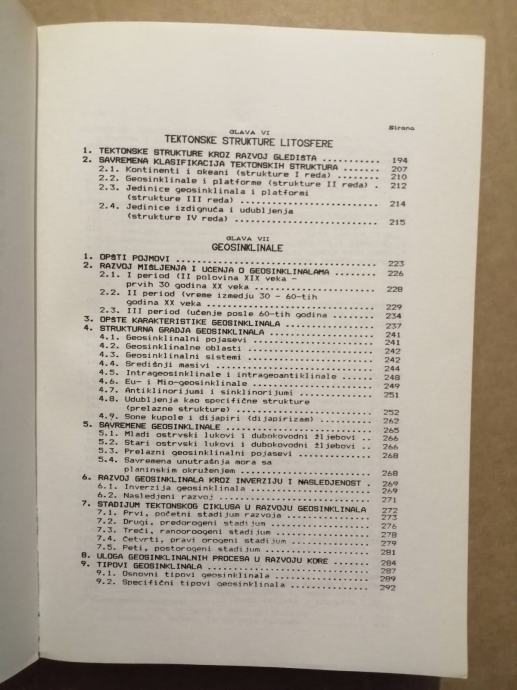 GLAVA VI
Strana
TEKTONSKE STRUKTURE LITOSFERE
1. TEKTONSKE STRUKTURE KROZ RAZVOJ GLEDIŠTA ........... 194
2. SAVREMENA KLASIFIKACIJA TEKTONSKIH STRUKTURA ....... 207
2.1. Kontinenti i okeani (strukture I reda) ........ 210
2.2. Geosinklinale i platforme (strukture II reda) . 212
2.3. Jedinice geosinklinala i platformi
(strukture III reda) .......................... 214
2.4. Jedinice izdignuća i udubljenja
(strukture IV reda) ........................... 215
GLAVA VII
GEOSINKLINALE
1. OPŠTI POJMOVI ...................................... 223
2. RAZVOJ MIŠLJENJA I UČENJA O GEOSINKLINALAMA ........ 226
2.1. I period (II polovina XIX veka -
prvih 30 godina XX veka ....................... 228
2.2. II period (vreme izmedju 30 - 60-tih
godina XX veka ................................ 229
2.3. III period (učenje posle 60-tih godina ........ 234
3. OPŠTE KARAKTERISTIKE GEOSINKLINALA ................. 237
4. STRUKTURNA GRADJA GEOSINKLINALA .................... 241
4.1. Geosinklinalni pojasevi ....................... 241
4.2. Geosinklinalne oblasti ........................ 242
4.3. Geosinklinalni sistemi ........................ 242
4.4. Središnji masivi .............................. 244
4.5. Intrageosinklinale i intrageoantiklinale ...... 248
4.6. Eu- i Mio-geosinklinale ....................... 249
4.7. Antiklinorijumi i sinklinorijumi .............. 251
4.8. Udubljenja kao specifične strukture
(prelazne strukture) .......................... 252
4.9. Sone kupole i dijapiri (dijapirizam) .......... 262
5. SAVREMENE GEOSINKLINALE ............................ 265
5.1. Mladi ostrvski lukovi i dubokovodni žljebovi .. 266
5.2. Stari ostrvski lukovi i dubokovodni žljebovi .. 266
5.3. Prelazni geosinklinalni pojasevi .............. 268
5.4. Savremena unutrašnja mora sa
planinskim okruženjem ......................... 268
6. RAZVOJ GEOSINKLINALA KROZ INVERZIJU I NASLEDJENOST . 269
6.1. Inverzija geosinklinala ....................... 269
6.2. Nasledjeni razvoj ............................. 271
7. STADIJUM TEKTONSKOG CIKLUSA U RAZVOJU GEOSINKLINALA 272
7.1. Prvi, početni stadijum razvoja ................ 273
7.2. Drugi, predorogeni stadijum ................... 276
7.3. Treći, ranoorogeni stadijum ................... 278
7.4. Četvrti, pravi orogeni stadijum ............... 279
7.5. Peti, postorogeni stadijum .................... 281
8. ULOGA GEOSINKLINALNIH PROCESA U RAZVOJU KORE ....... 284
9. TIPOVI GEOSINKLINALA ............................... 287
9.1. Osnovni tipovi geosinklinala .................. 289
9.2. Specifični tipovi geosinklinala ............... 292